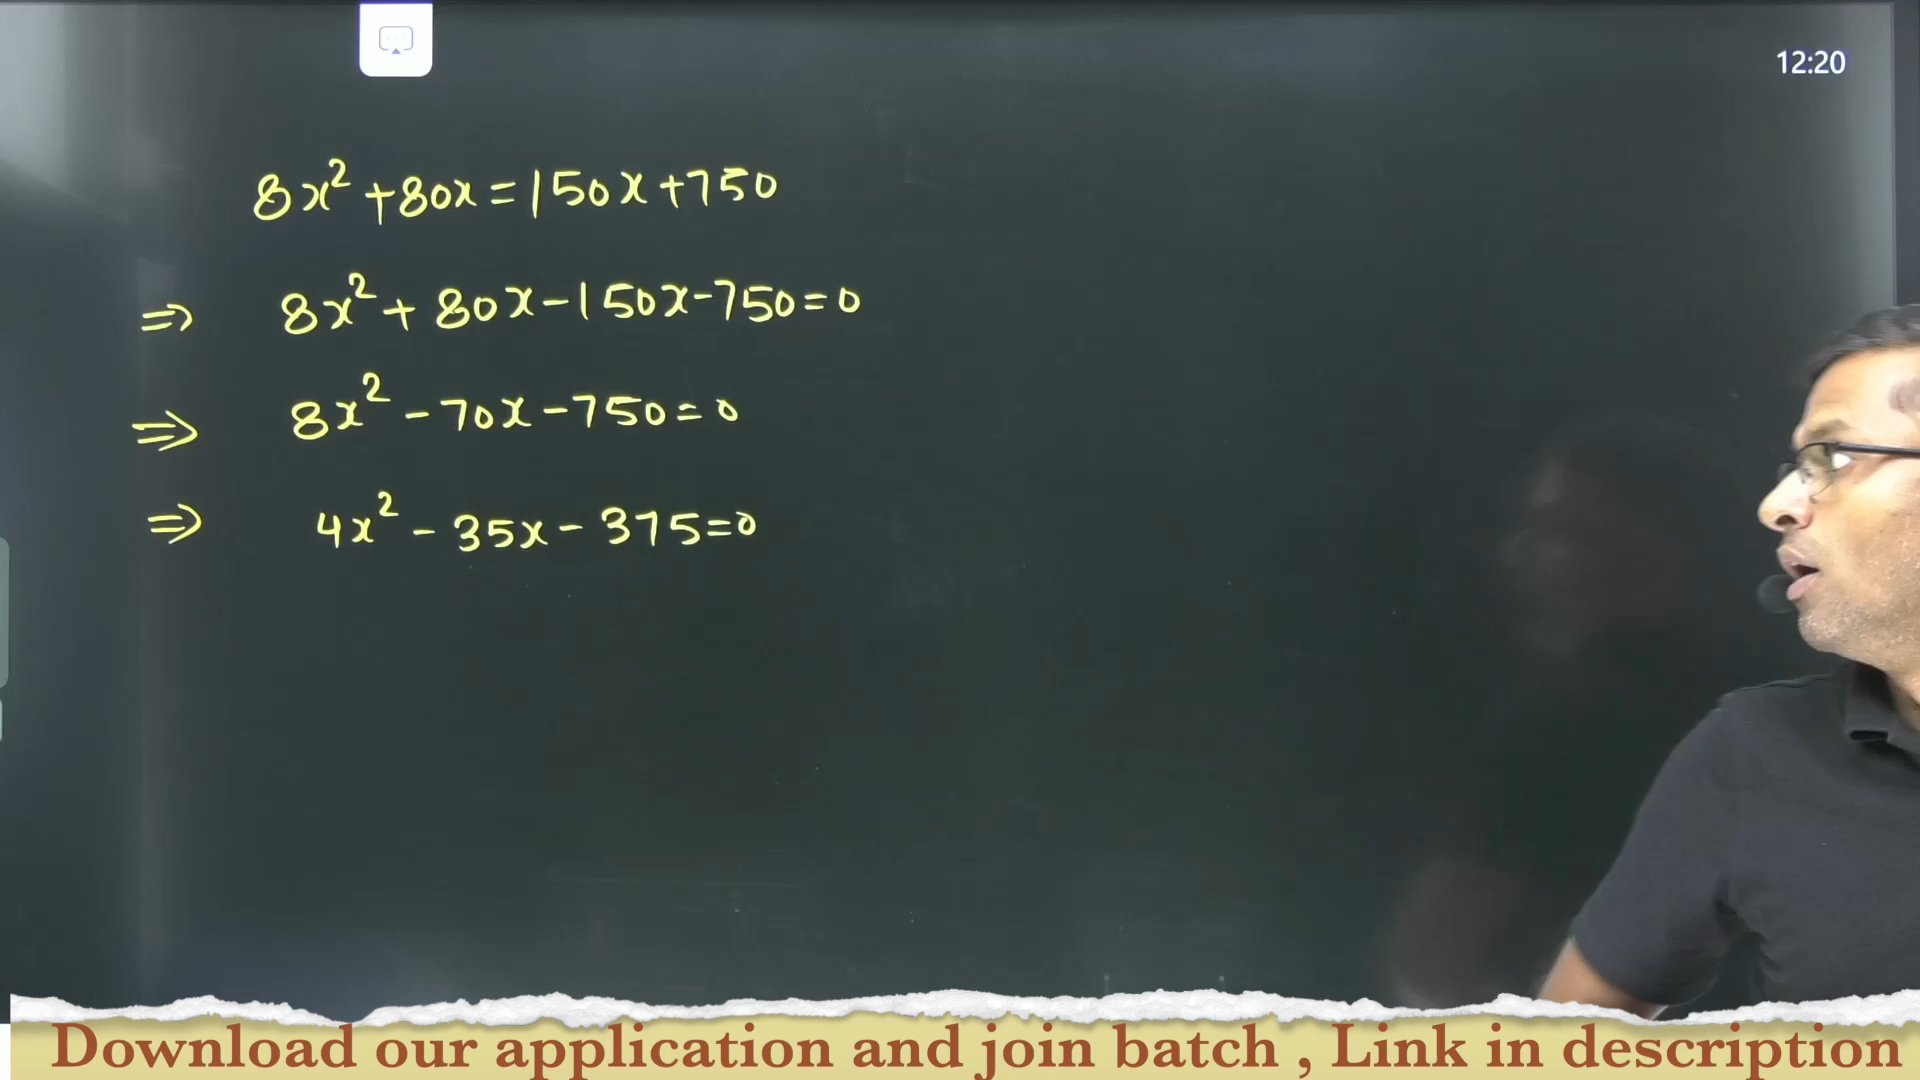 12:20
8x² + 80x = 150x + 750
⇒ 8x² + 80x - 150x - 750 = 0
⇒ 8x² - 70x - 750 = 0
⇒ 4x² - 35x - 375 = 0
Download our application and join batch , Link in description